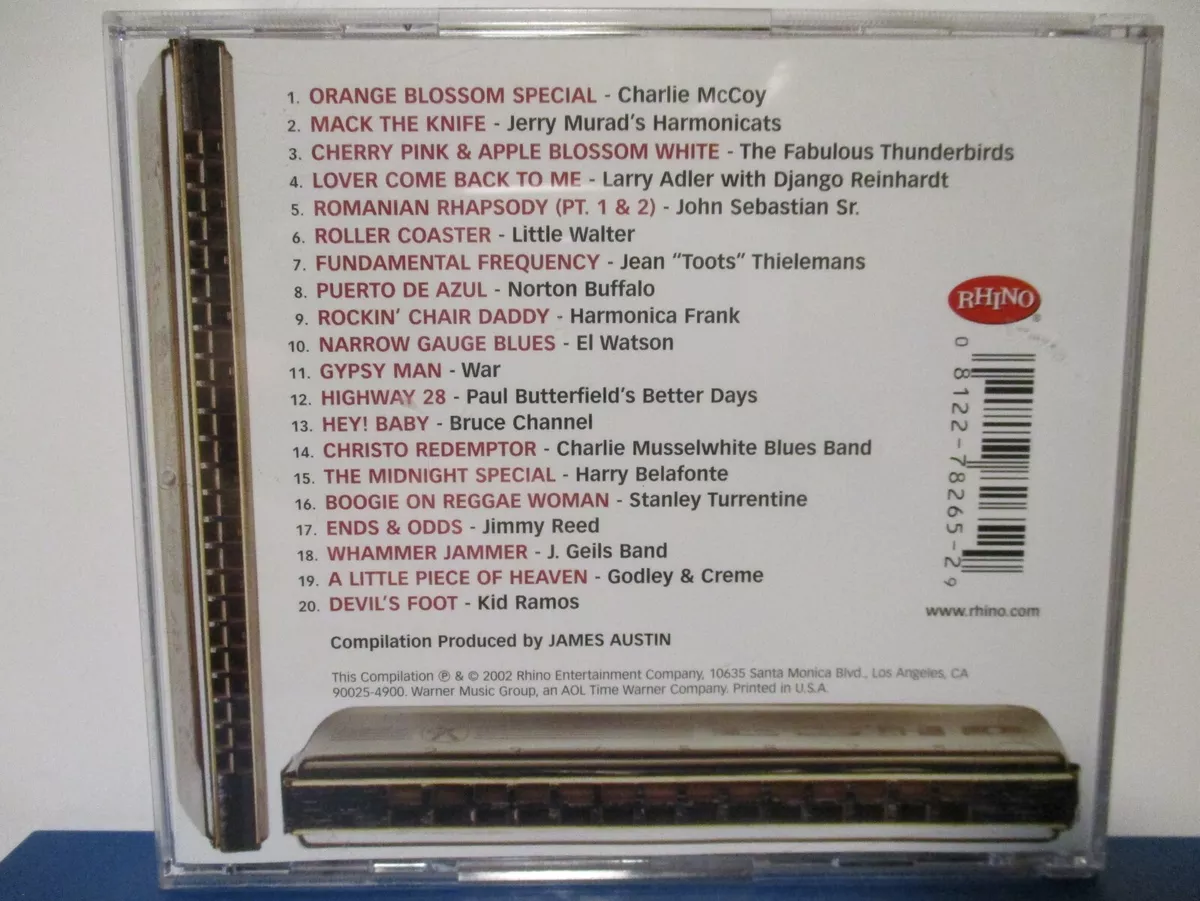 1. ORANGE BLOSSOM SPECIAL - Charlie McCoy
2. MACK THE KNIFE - Jerry Murad's Harmonicats
3. CHERRY PINK & APPLE BLOSSOM WHITE - The Fabulous Thunderbirds
4. LOVER COME BACK TO ME - Larry Adler with Django Reinhardt
5. ROMANIAN RHAPSODY (PT. 1 & 2) - John Sebastian Sr.
6. ROLLER COASTER - Little Walter
7. FUNDAMENTAL FREQUENCY - Jean "Toots" Thielemans
8. PUERTO DE AZUL - Norton Buffalo
9. ROCKIN' CHAIR DADDY - Harmonica Frank
10. NARROW GAUGE BLUES - El Watson
11. GYPSY MAN - War
12. HIGHWAY 28 - Paul Butterfield's Better Days
13. HEY! BABY - Bruce Channel
14. CHRISTO REDEMPTOR - Charlie Musselwhite Blues Band
15. THE MIDNIGHT SPECIAL - Harry Belafonte
16. BOOGIE ON REGGAE WOMAN - Stanley Turrentine
17. ENDS & ODDS - Jimmy Reed
18. WHAMMER JAMMER - J. Geils Band
19. A LITTLE PIECE OF HEAVEN - Godley & Creme
20. DEVIL'S FOOT - Kid Ramos
RHINO ®
0 8122-78265-2 9
www.rhino.com
Compilation Produced by JAMES AUSTIN
This Compilation ℗ & © 2002 Rhino Entertainment Company, 10635 Santa Monica Blvd., Los Angeles, CA
90025-4900. Warner Music Group, an AOL Time Warner Company. Printed in U.S.A.